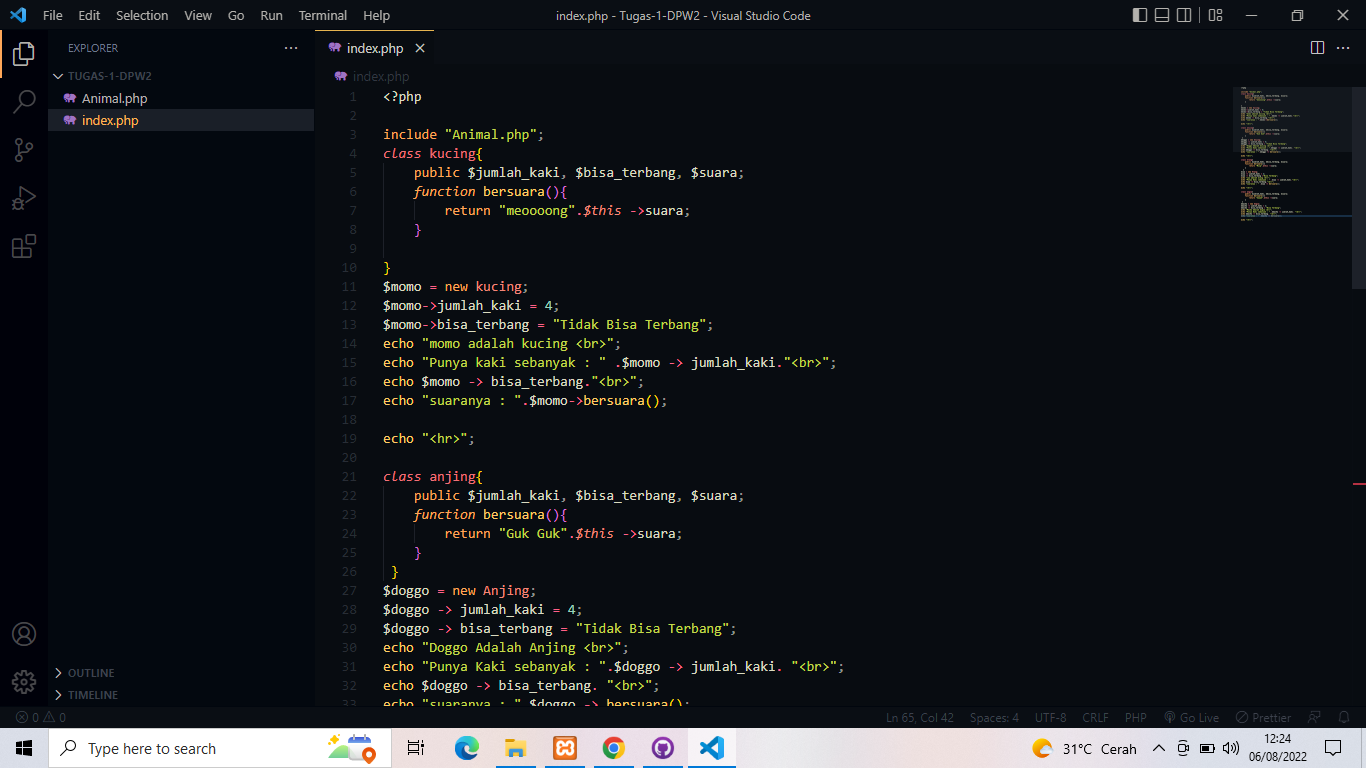 File Edit Selection View Go Run Terminal Help index.php - Tugas-1-DPW2 - Visual Studio Code
EXPLORER
TUGAS-1-DPW2
Animal.php
index.php
OUTLINE
TIMELINE
index.php
index.php
1 <?php
2
3 include "Animal.php";
4 class kucing{
5 public $jumlah_kaki, $bisa_terbang, $suara;
6 function bersuara(){
7 return "meoooong".$this ->suara;
8 }
9
10 }
11 $momo = new kucing;
12 $momo->jumlah_kaki = 4;
13 $momo->bisa_terbang = "Tidak Bisa Terbang";
14 echo "momo adalah kucing <br>";
15 echo "Punya kaki sebanyak : " .$momo -> jumlah_kaki."<br>";
16 echo $momo -> bisa_terbang."<br>";
17 echo "suaranya : ".$momo->bersuara();
18
19 echo "<hr>";
20
21 class anjing{
22 public $jumlah_kaki, $bisa_terbang, $suara;
23 function bersuara(){
24 return "Guk Guk".$this ->suara;
25 }
26 }
27 $doggo = new Anjing;
28 $doggo -> jumlah_kaki = 4;
29 $doggo -> bisa_terbang = "Tidak Bisa Terbang";
30 echo "Doggo Adalah Anjing <br>";
31 echo "Punya Kaki sebanyak : ".$doggo -> jumlah_kaki. "<br>";
32 echo $doggo -> bisa_terbang. "<br>";
33 echo "suaranya : ".$doggo -> bersuara();
0 0 Ln 65, Col 42 Spaces: 4 UTF-8 CRLF PHP Go Live Prettier
Type here to search
31°C Cerah
12:24
06/08/2022